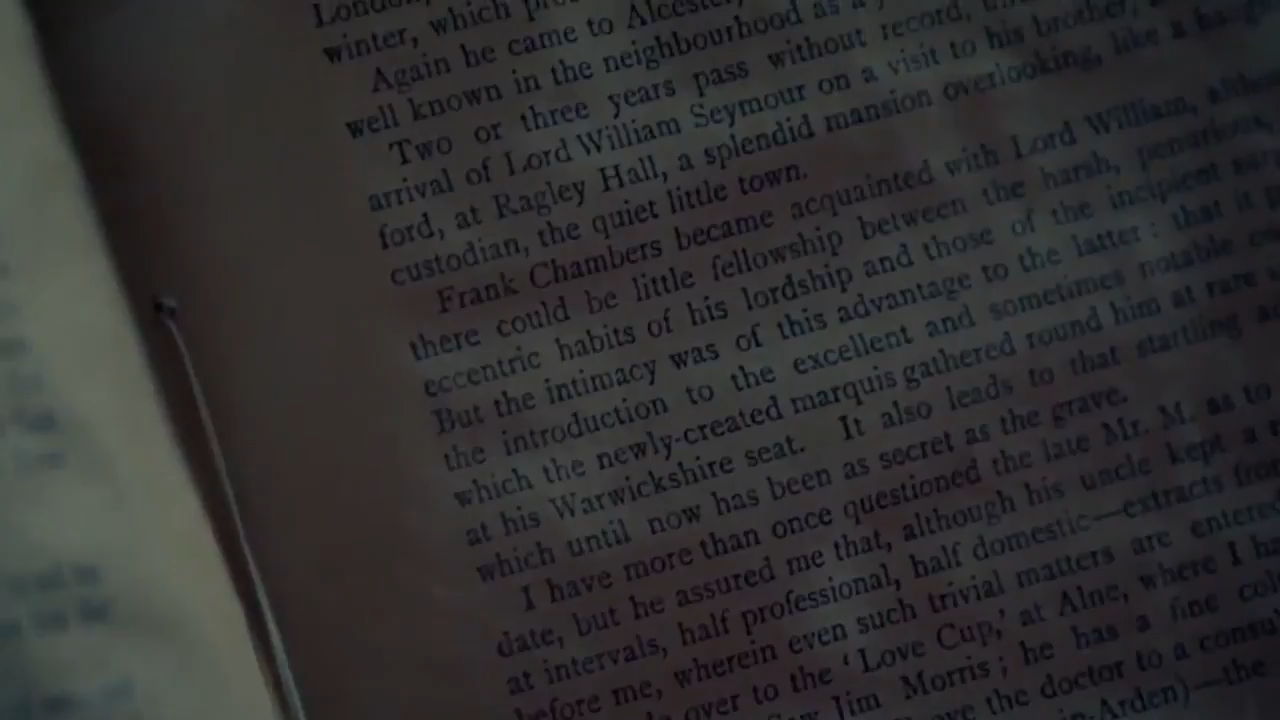 London,
winter, which
Again he came to Alcester,
well known in the neighbourhood as a
Two or three years pass without record,
arrival of Lord William Seymour on a visit to his brother,
ford, at Ragley Hall, a splendid mansion overlooking, like a
custodian, the quiet little town.
Frank Chambers became acquainted with Lord William,
there could be little fellowship between the harsh, penurious,
eccentric habits of his lordship and those of the incipient
But the intimacy was of this advantage to the latter: that it
the introduction to the excellent and sometimes notable
which the newly-created marquis gathered round him at rare
at his Warwickshire seat. It also leads to that startling
which until now has been as secret as the grave.
I have more than once questioned the late Mr. M. as to
date, but he assured me that, although his uncle kept a
at intervals, half professional, half domestic—extracts
before me, wherein even such trivial matters are entered
over to the ‘Love Cup,’ at Alne, where I
Jim Morris; he has a fine
the doctor to a
in-Arden)—the